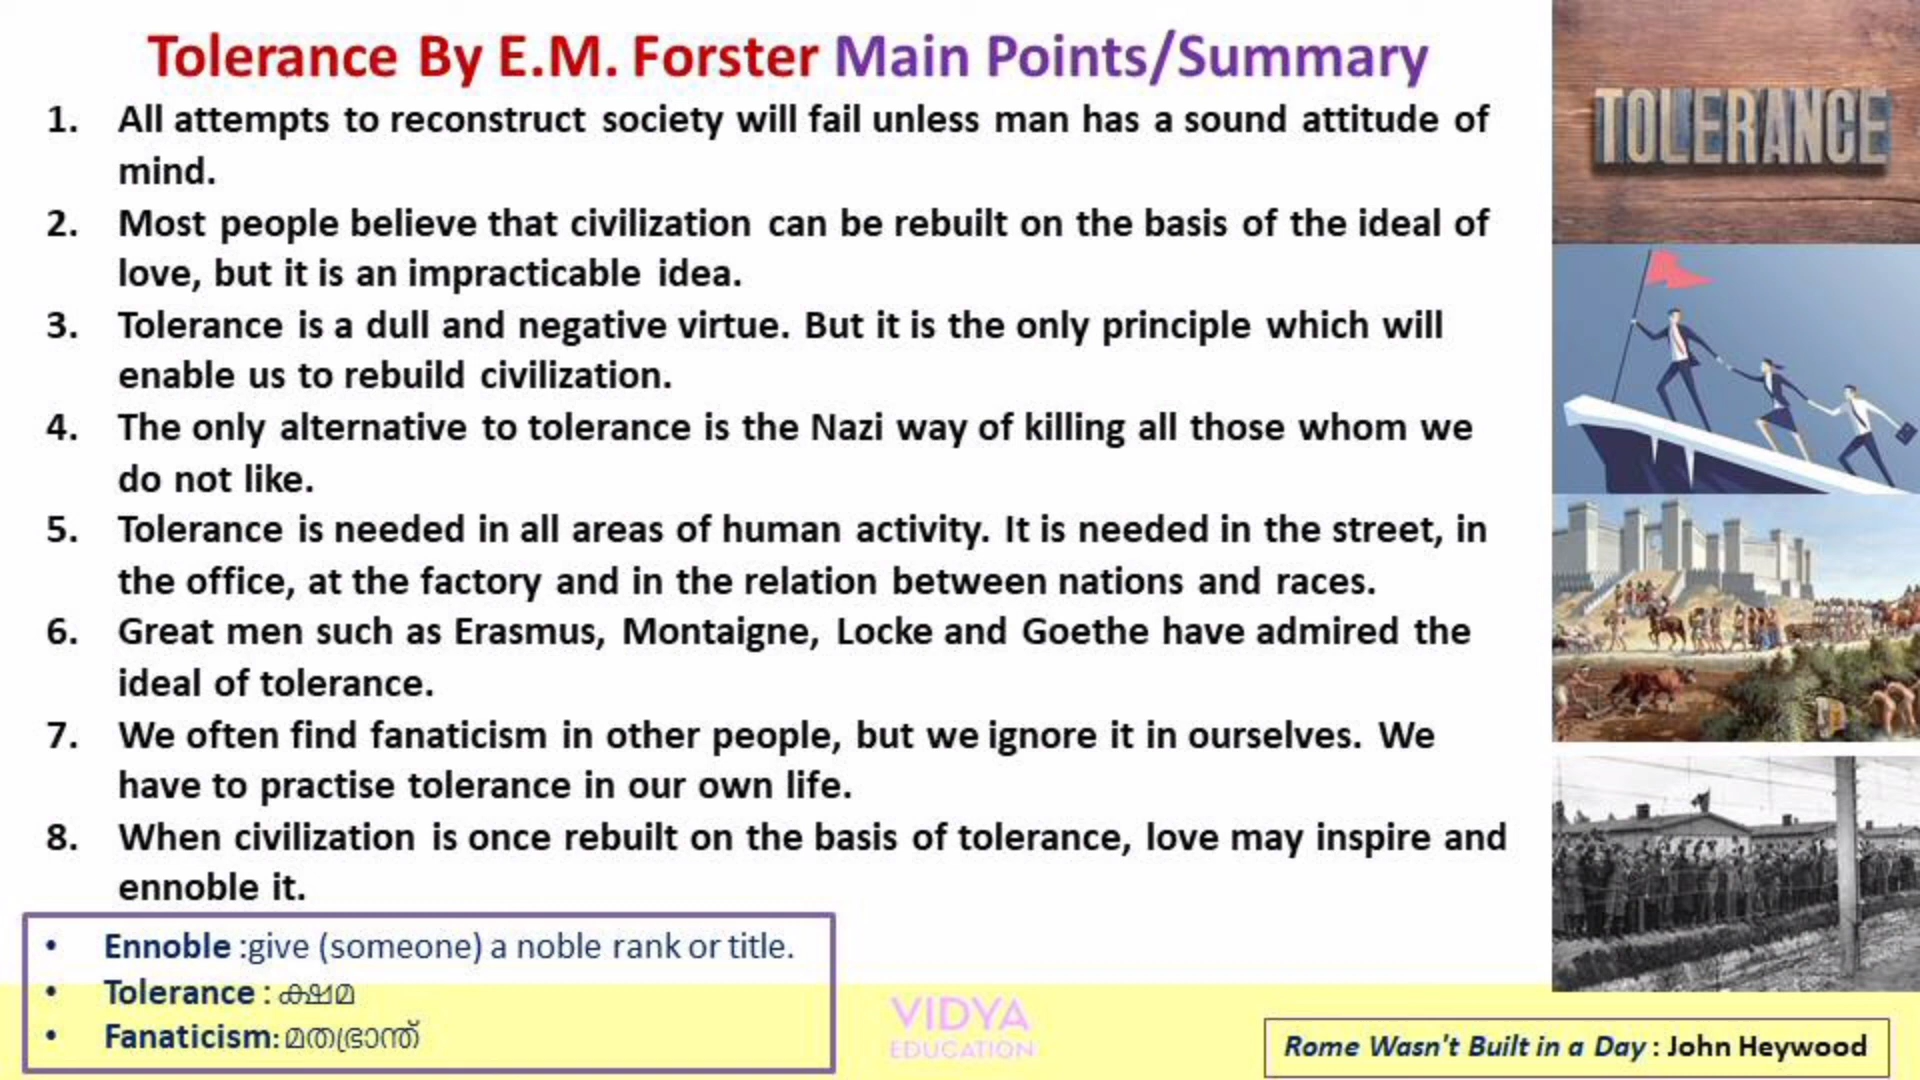 Tolerance By E.M. Forster Main Points/Summary
1. All attempts to reconstruct society will fail unless man has a sound attitude of
mind.
2. Most people believe that civilization can be rebuilt on the basis of the ideal of
love, but it is an impracticable idea.
3. Tolerance is a dull and negative virtue. But it is the only principle which will
enable us to rebuild civilization.
4. The only alternative to tolerance is the Nazi way of killing all those whom we
do not like.
5. Tolerance is needed in all areas of human activity. It is needed in the street, in
the office, at the factory and in the relation between nations and races.
6. Great men such as Erasmus, Montaigne, Locke and Goethe have admired the
ideal of tolerance.
7. We often find fanaticism in other people, but we ignore it in ourselves. We
have to practise tolerance in our own life.
8. When civilization is once rebuilt on the basis of tolerance, love may inspire and
ennoble it.
• Ennoble :give (someone) a noble rank or title.
• Tolerance : ക്ഷമ
• Fanaticism: മതഭ്രാന്ത്
VIDYA
EDUCATION
Rome Wasn't Built in a Day : John Heywood
TOLERANCE